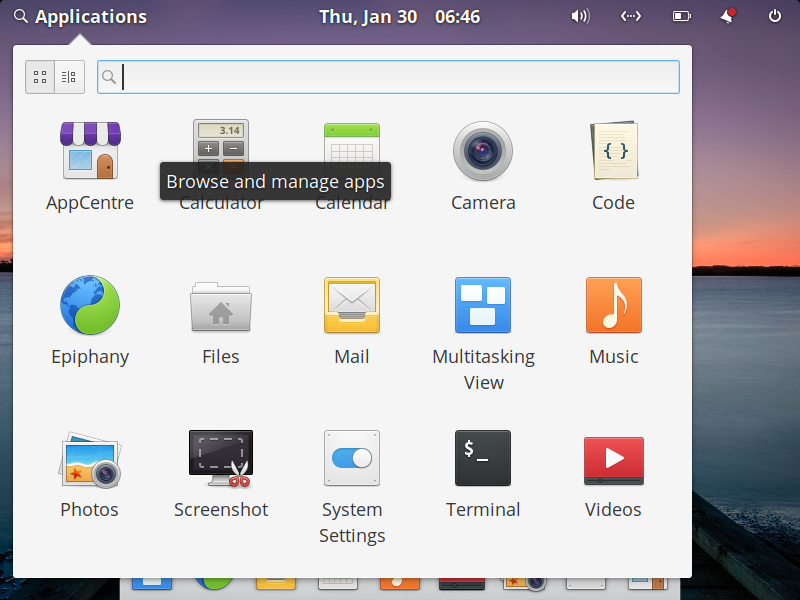 Applications
Thu, Jan 30 06:46
3.14
Browse and manage apps
AppCentre
Calculator
Calendar
Camera
Code
Epiphany
Files
Mail
Multitasking
View
Music
Photos
Screenshot
System
Settings
Terminal
Videos
{ }
$_